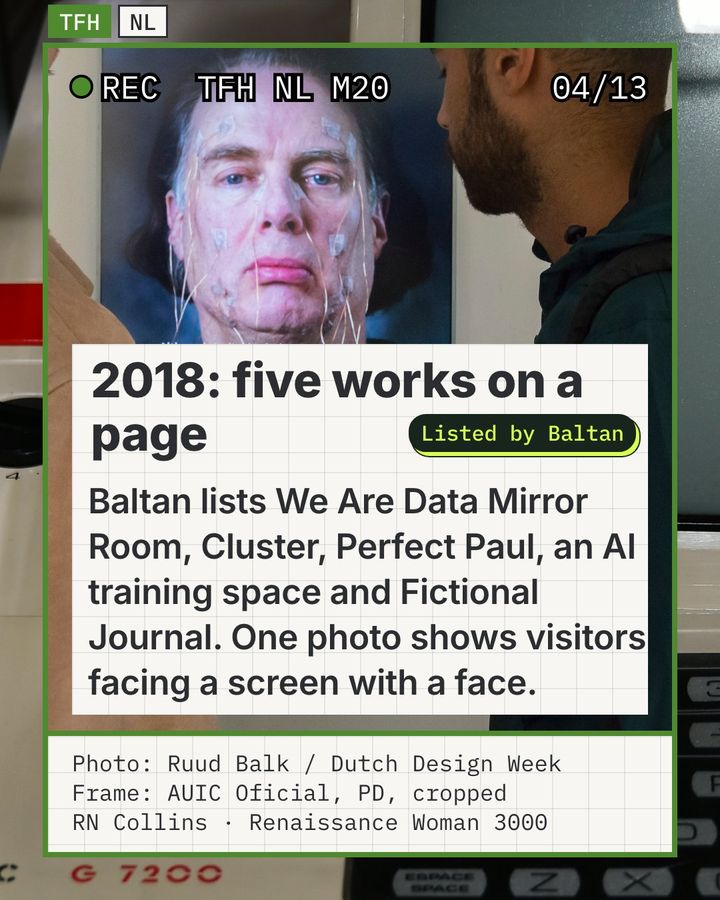 TFH NL
REC TFH NL M20 04/13
2018: five works on a
page
Listed by Baltan
Baltan lists We Are Data Mirror
Room, Cluster, Perfect Paul, an AI
training space and Fictional
Journal. One photo shows visitors
facing a screen with a face.
Photo: Ruud Balk / Dutch Design Week
Frame: AUIC Oficial, PD, cropped
RN Collins · Renaissance Woman 3000
C G 7200
ESPACE
SPACE
Z X